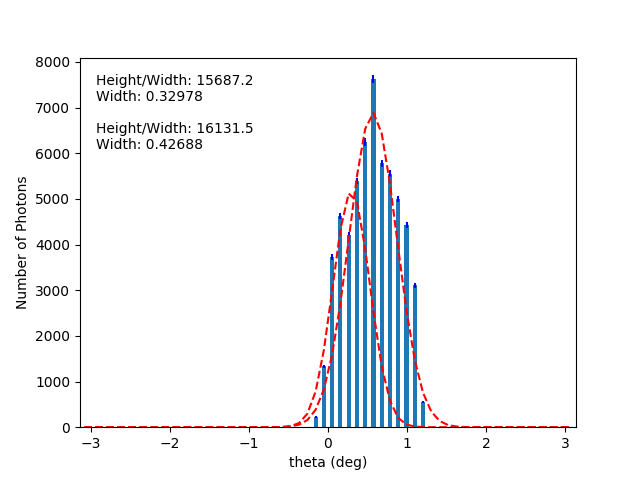 Height/Width: 15687.2
Width: 0.32978
Height/Width: 16131.5
Width: 0.42688
Number of Photons
8000
7000
6000
5000
4000
3000
2000
1000
0
−3
−2
−1
0
1
2
3
theta (deg)